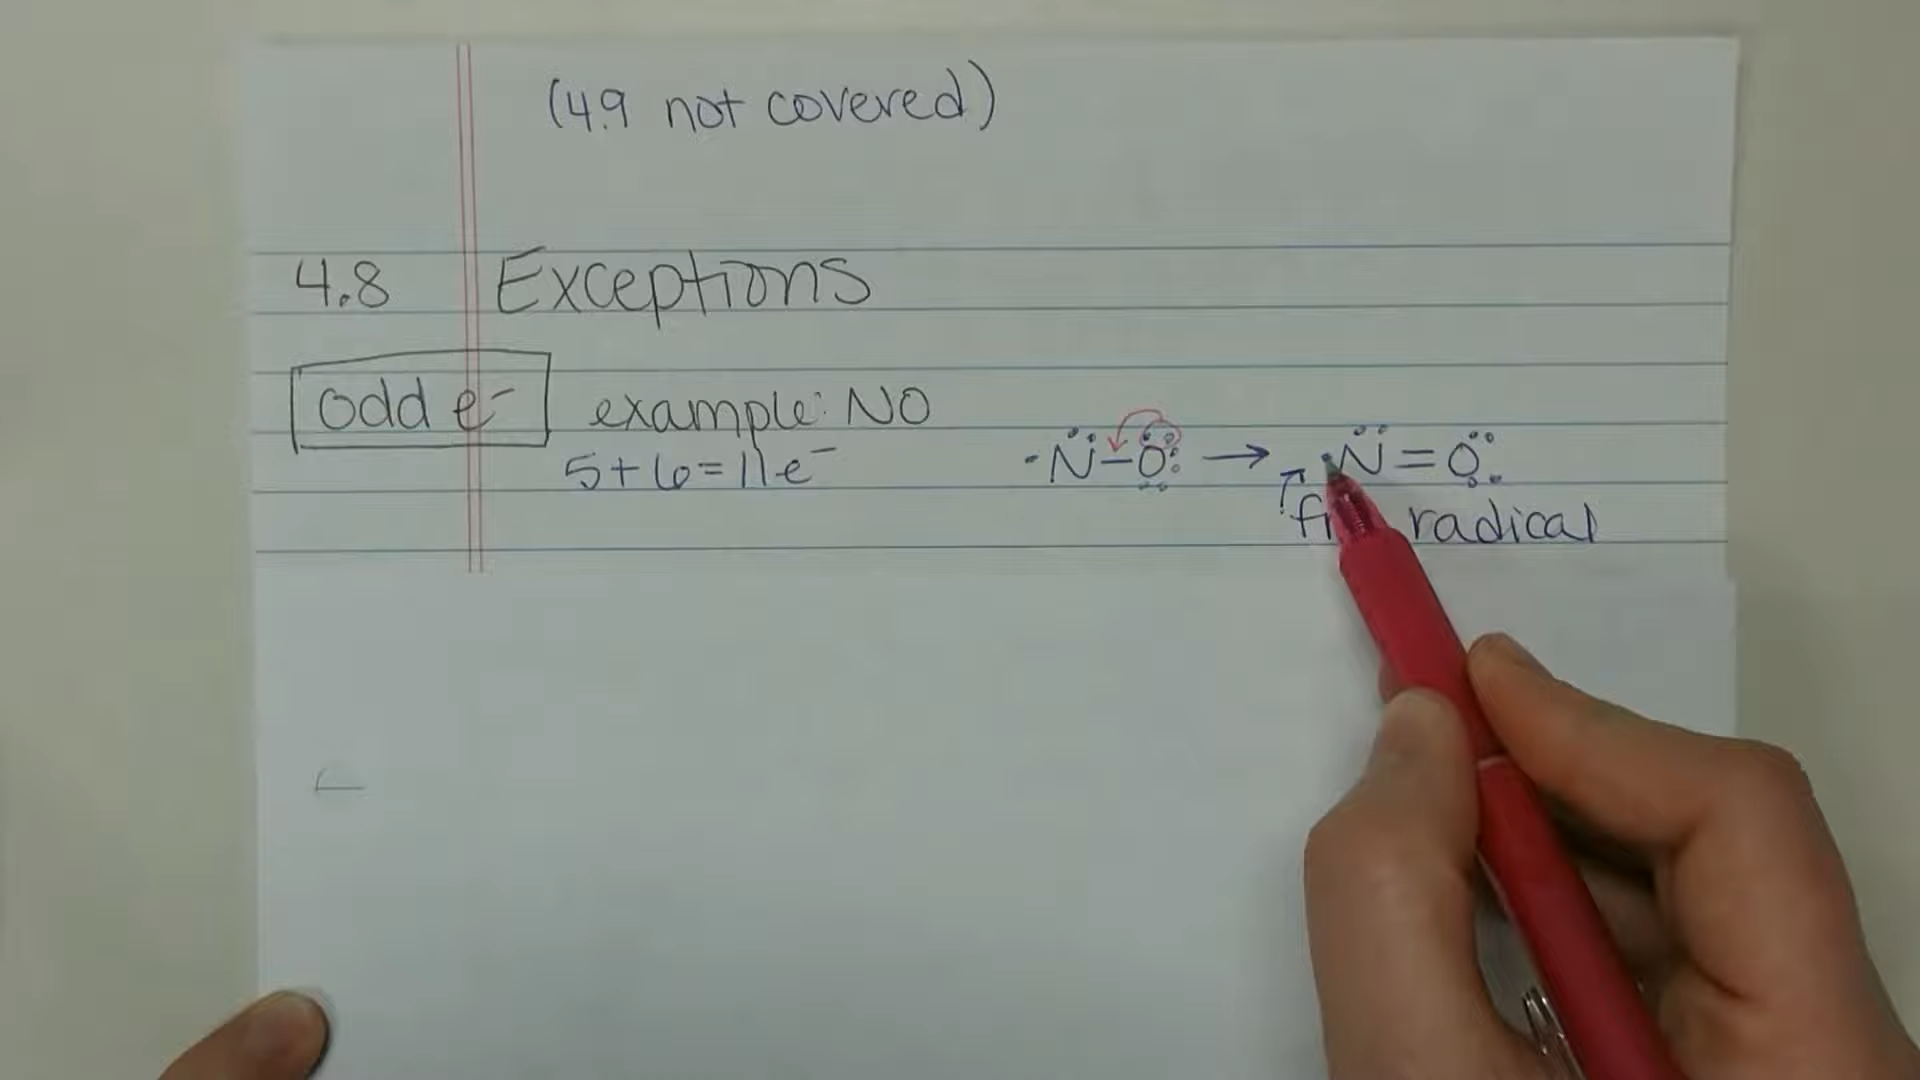 (4.9 not covered)
4.8 Exceptions
odd e⁻ example: NO
5+6=11e⁻
·N̈–Ö: → ·N̈=Ö
radical